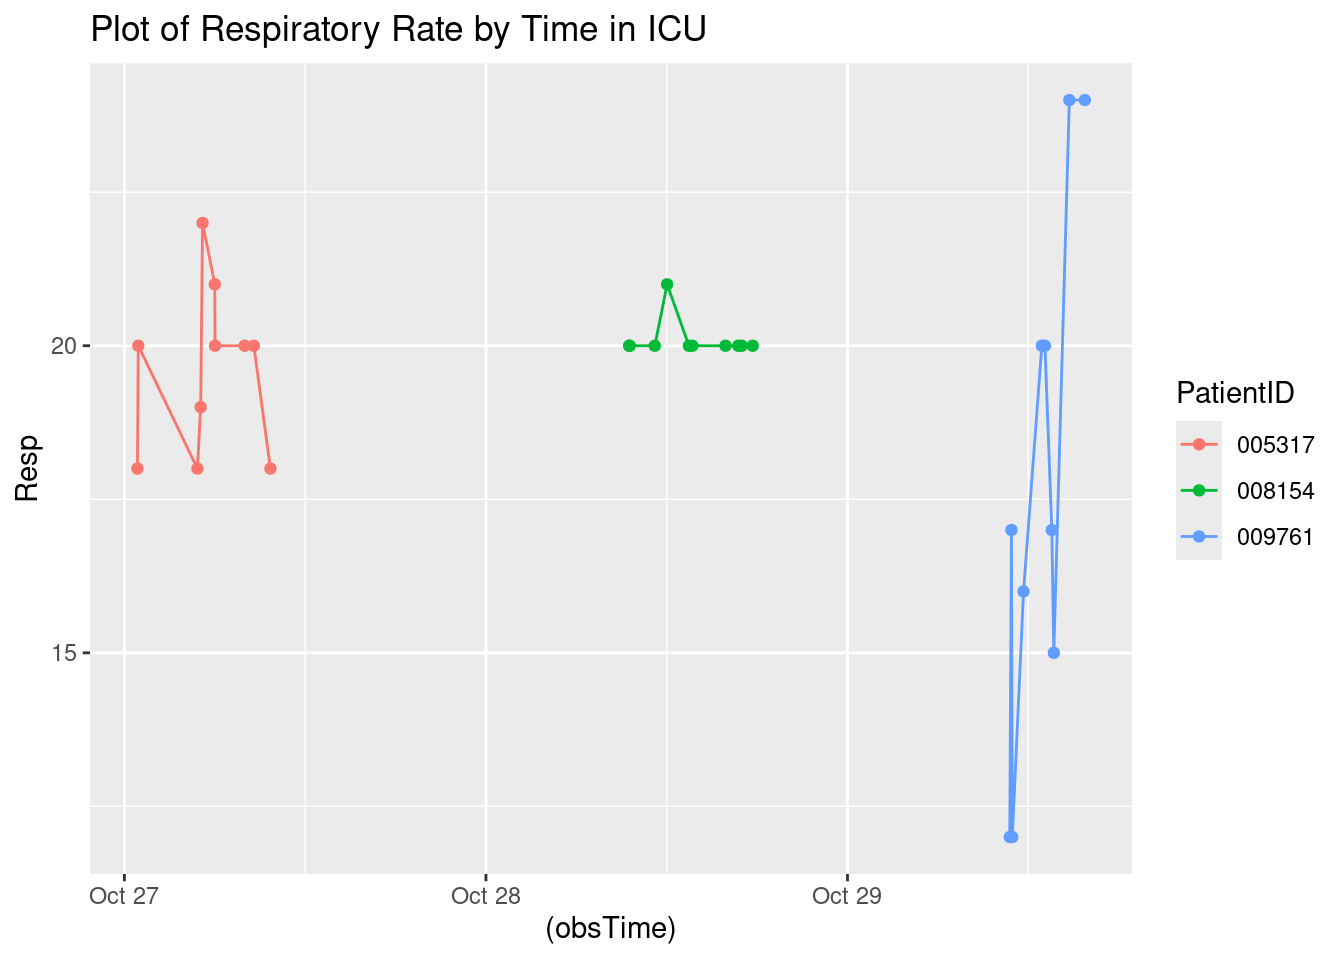 Plot of Respiratory Rate by Time in ICU
Resp
20
15
Oct 27
Oct 28
Oct 29
(obsTime)
PatientID
005317
008154
009761